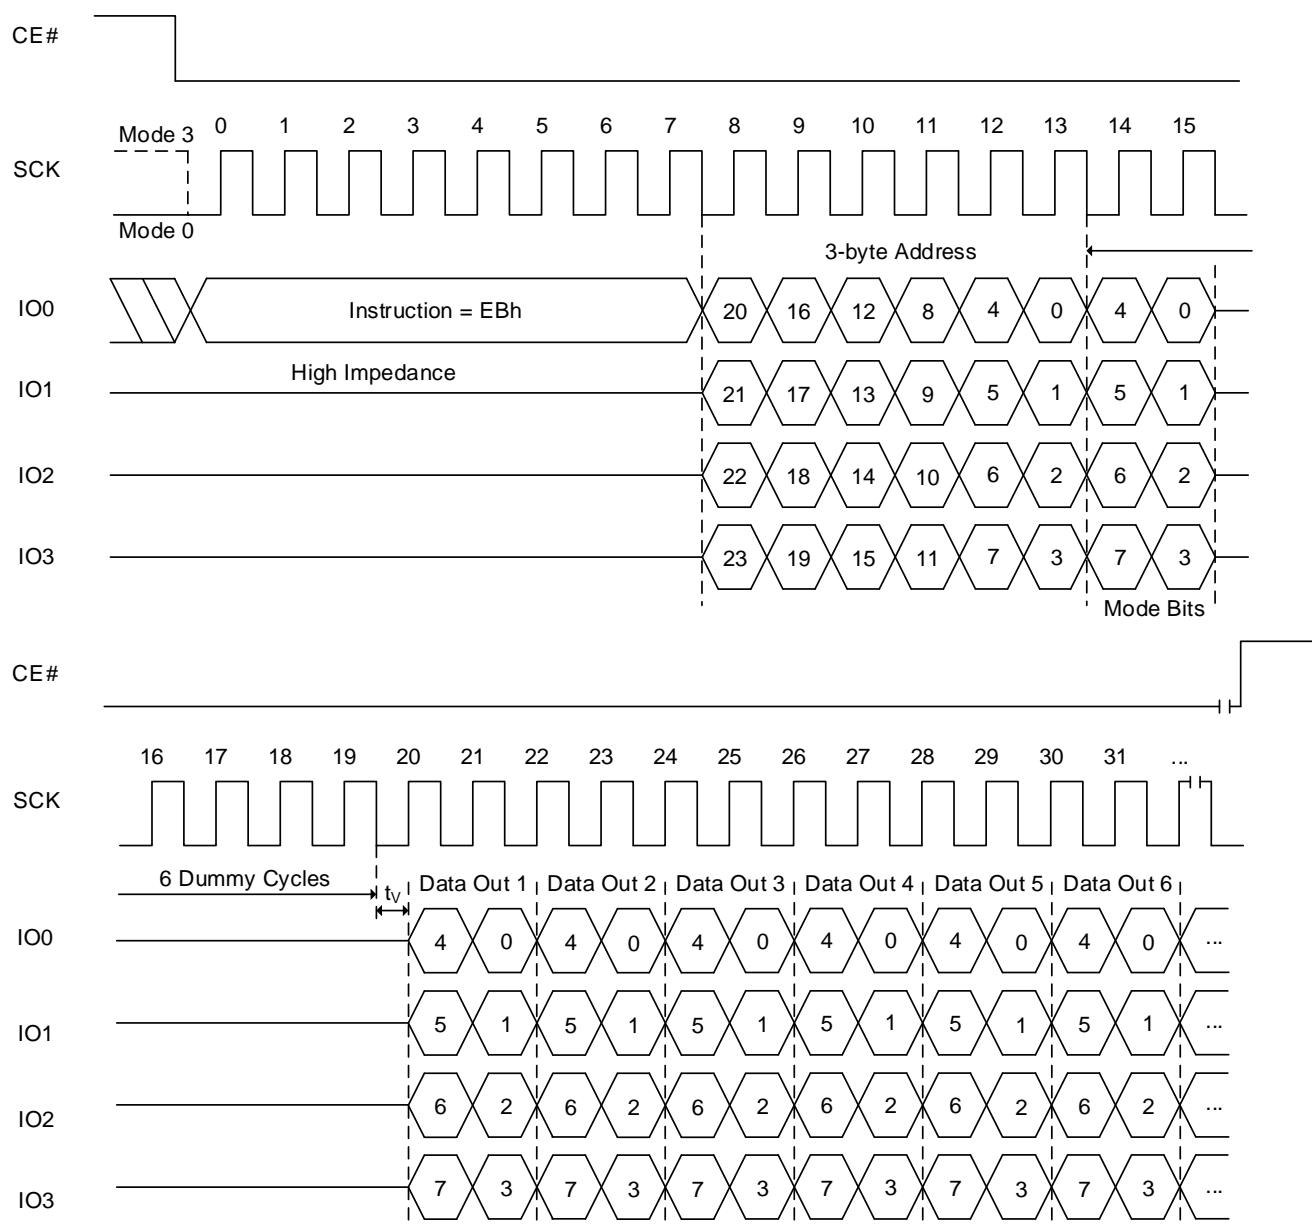 CE#
Mode 3 0 1 2 3 4 5 6 7 8 9 10 11 12 13 14 15
SCK
Mode 0
3-byte Address
IO0 Instruction = EBh 20 16 12 8 4 0 4 0
High Impedance
IO1 21 17 13 9 5 1 5 1
IO2 22 18 14 10 6 2 6 2
IO3 23 19 15 11 7 3 7 3
Mode Bits
CE#
16 17 18 19 20 21 22 23 24 25 26 27 28 29 30 31 ...
SCK
6 Dummy Cycles tV Data Out 1 Data Out 2 Data Out 3 Data Out 4 Data Out 5 Data Out 6
IO0 4 0 4 0 4 0 4 0 4 0 4 0 ...
IO1 5 1 5 1 5 1 5 1 5 1 5 1 ...
IO2 6 2 6 2 6 2 6 2 6 2 6 2 ...
IO3 7 3 7 3 7 3 7 3 7 3 7 3 ...